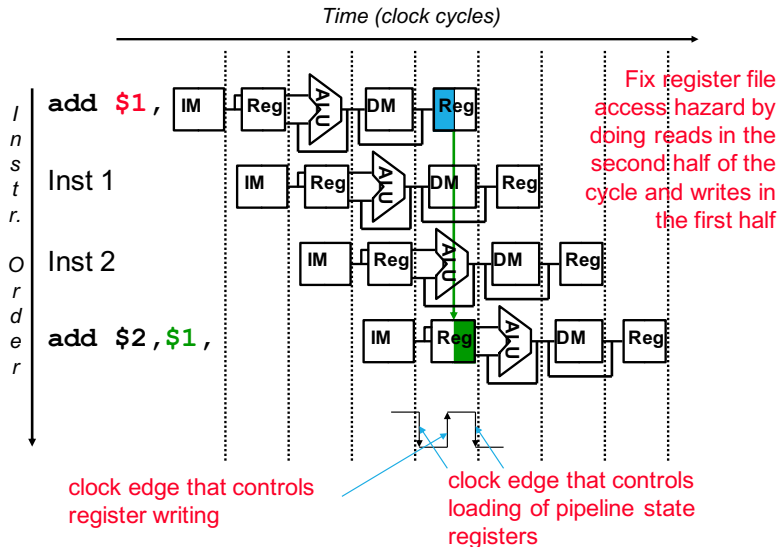 Time (clock cycles)
Instr. Order
add $1,
IM
Reg
ALU
DM
Reg
Fix register file
access hazard by
doing reads in the
second half of the
cycle and writes in
the first half
Inst 1
IM
Reg
ALU
DM
Reg
Inst 2
IM
Reg
ALU
DM
Reg
add $2,$1,
IM
Reg
ALU
DM
Reg
clock edge that controls
register writing
clock edge that controls
loading of pipeline state
registers